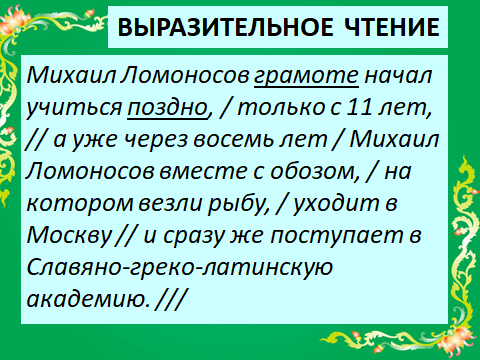 ВЫРАЗИТЕЛЬНОЕ ЧТЕНИЕ
Михаил Ломоносов грамоте начал
учиться поздно, / только с 11 лет,
// а уже через восемь лет / Михаил
Ломоносов вместе с обозом, / на
котором везли рыбу, / уходит в
Москву // и сразу же поступает в
Славяно-греко-латинскую
академию. ///